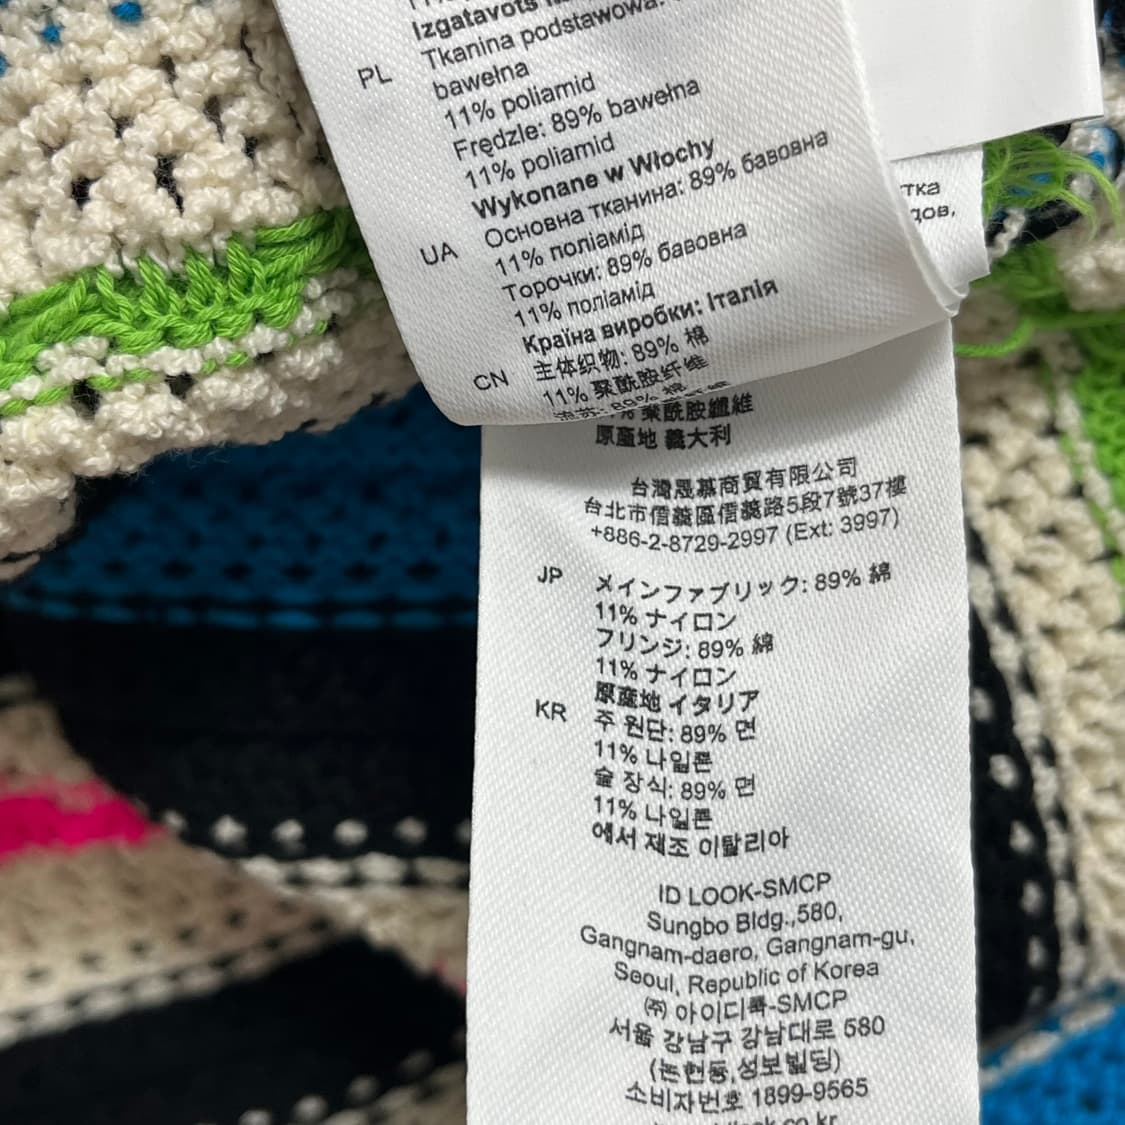 Izgatavots
Tkanina podstawowa:
PL
bawełna
11% poliamid
Frędzle: 89% bawełna
11% poliamid
Wykonane w Włochy
UA Основна тканина: 89% бавовна
11% поліамід
Торочки: 89% бавовна
11% поліамід
Країна виробки: Італія
CN 主体织物: 89% 棉
11% 聚酰胺纤维
流苏: 89% 棉
тка
дов,
% 聚酰胺纖維
原產地 義大利
台灣晟慕商貿有限公司
台北市信義區信義路5段7號37樓
+886-2-8729-2997 (Ext: 3997)
JP メインファブリック: 89% 綿
11% ナイロン
フリンジ: 89% 綿
11% ナイロン
原産地 イタリア
KR 주 원단: 89% 면
11% 나일론
술 장식: 89% 면
11% 나일론
에서 제조 이탈리아
ID LOOK-SMCP
Sungbo Bldg.,580,
Gangnam-daero, Gangnam-gu,
Seoul, Republic of Korea
㈜ 아이디룩-SMCP
서울 강남구 강남대로 580
(논현동,성보빌딩)
소비자번호 1899-9565